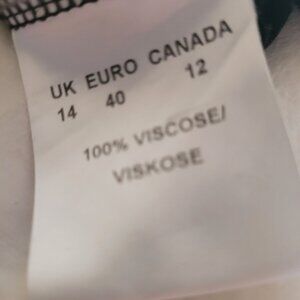 UK EURO CANADA
14 40 12
100% VISCOSE/
VISKOSE